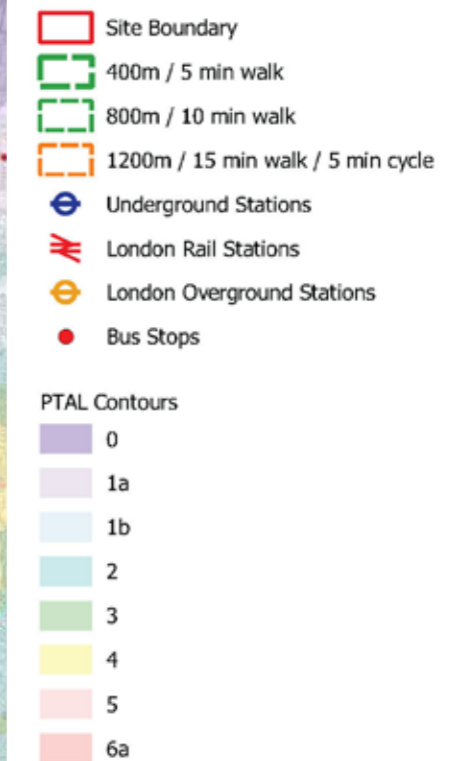 Site Boundary
400m / 5 min walk
800m / 10 min walk
1200m / 15 min walk / 5 min cycle
Underground Stations
London Rail Stations
London Overground Stations
Bus Stops
PTAL Contours
0
1a
1b
2
3
4
5
6a